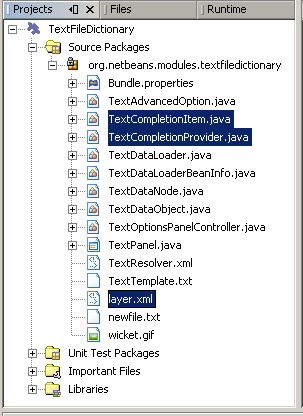 Projects Files Runtime
TextFileDictionary
Source Packages
org.netbeans.modules.textfiledictionary
Bundle.properties
TextAdvancedOption.java
TextCompletionItem.java
TextCompletionProvider.java
TextDataLoader.java
TextDataLoaderBeanInfo.java
TextDataNode.java
TextDataObject.java
TextOptionsPanelController.java
TextPanel.java
TextResolver.xml
TextTemplate.txt
layer.xml
newfile.txt
wicket.gif
Unit Test Packages
Important Files
Libraries